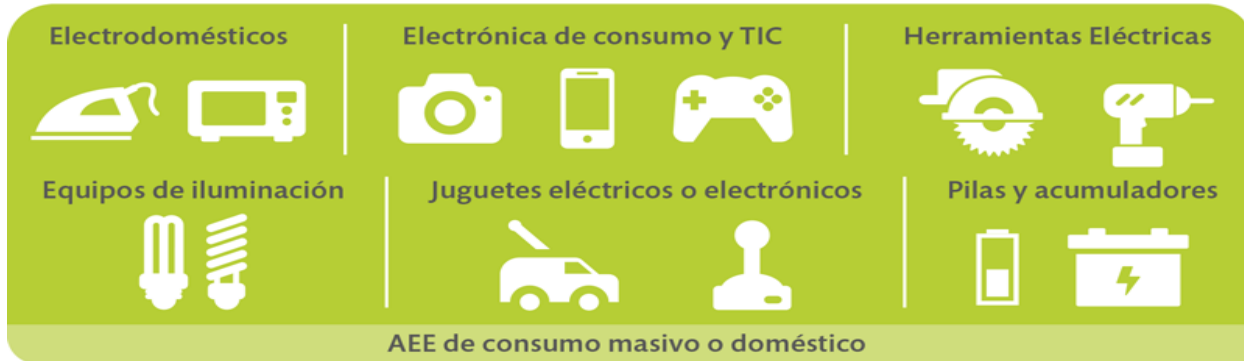 Electrodomésticos
Electrónica de consumo y TIC
Herramientas Eléctricas
Equipos de iluminación
Juguetes eléctricos o electrónicos
Pilas y acumuladores
AEE de consumo masivo o doméstico